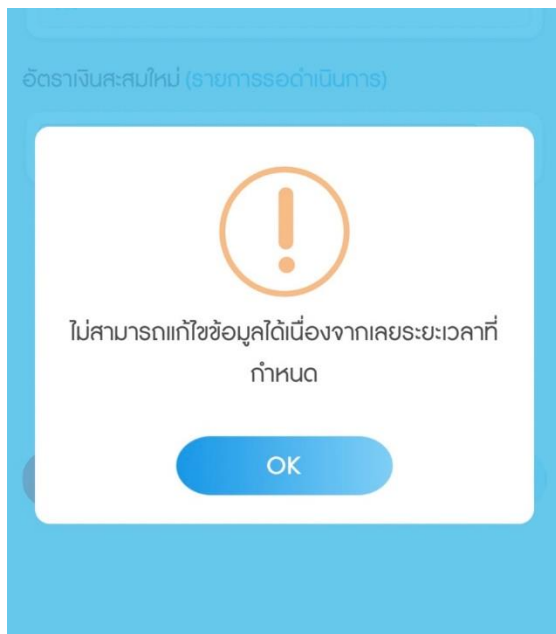 อัตราเงินสะสมใหม่ (รายการรอดำเนินการ)
ไม่สามารถแก้ไขข้อมูลได้เนื่องจากเลยระยะเวลาที่
กำหนด
OK